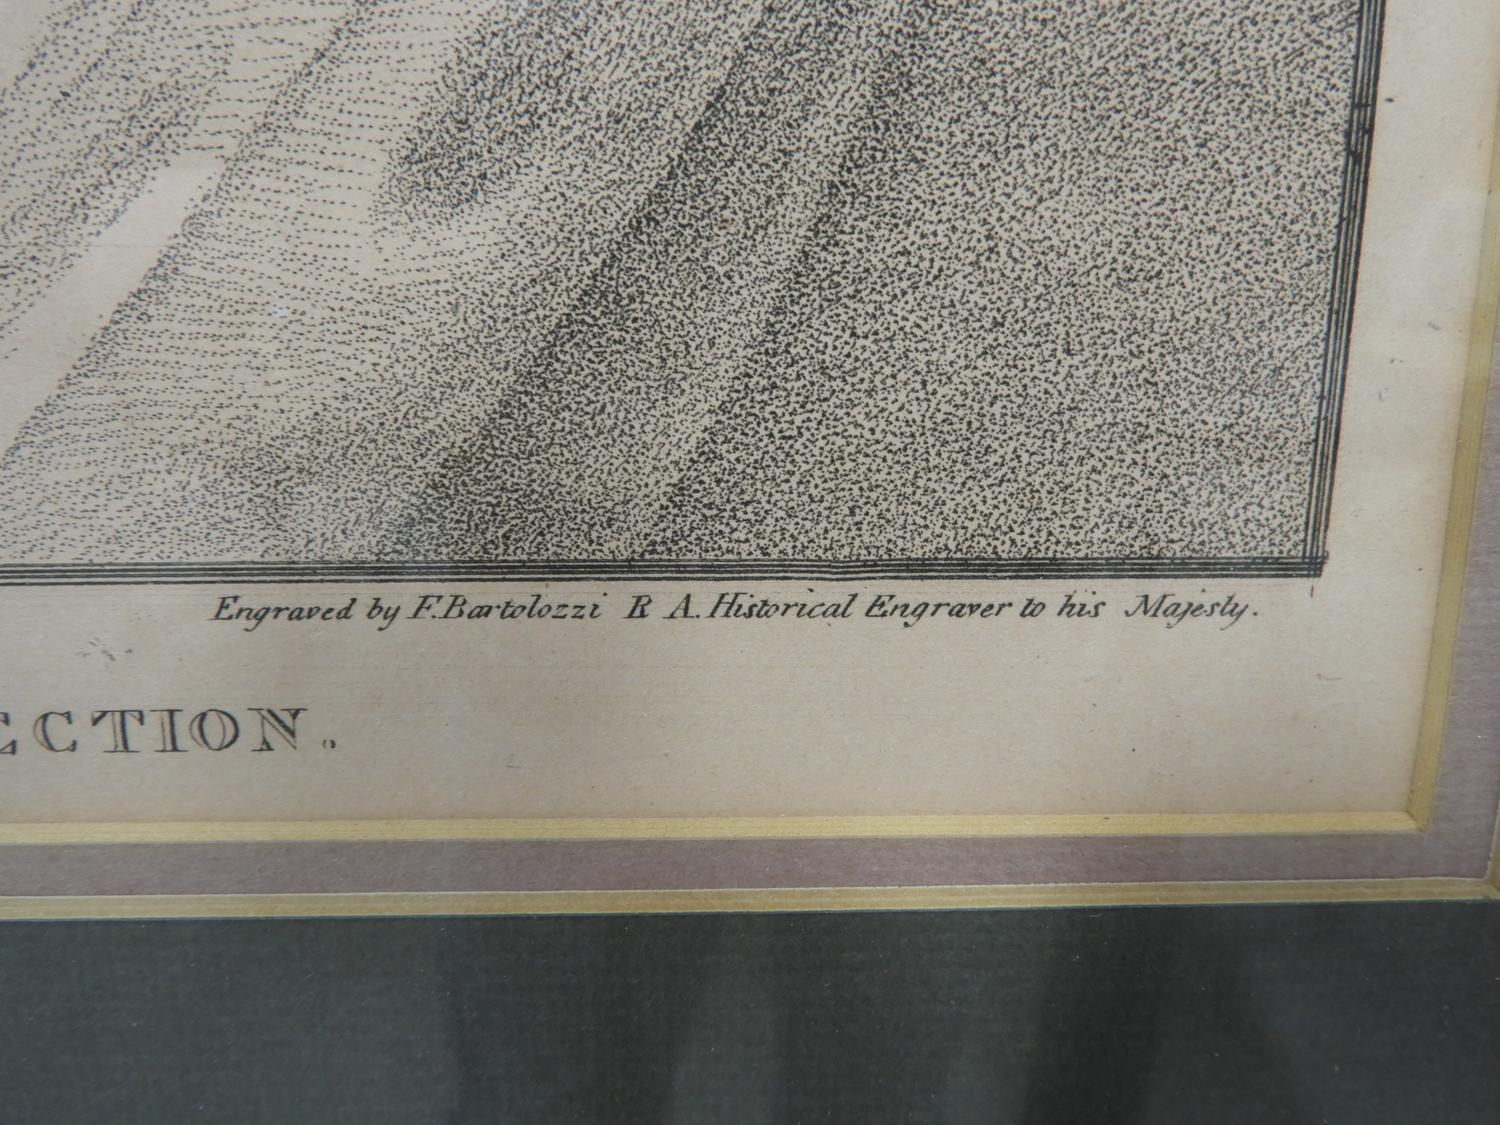 Engraved by F. Bartolozzi R A. Historical Engraver to his Majesty.
ECTION.